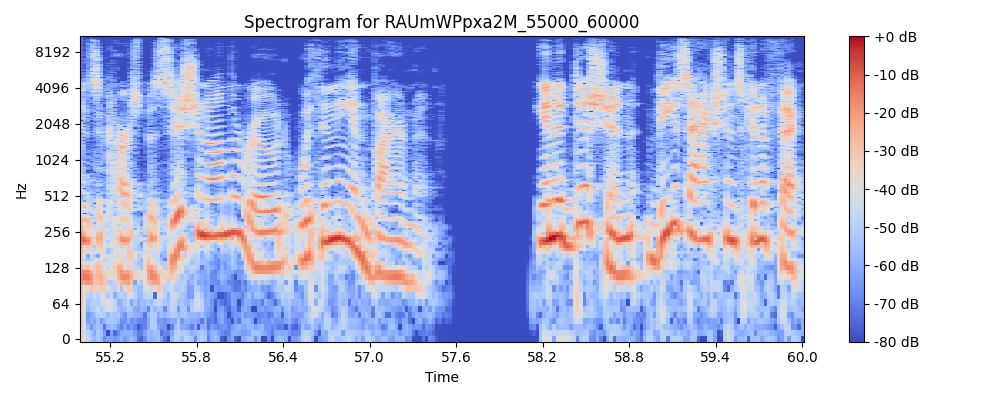 Spectrogram for RAUmWPpxa2M_55000_60000
8192
4096
2048
1024
512
256
128
64
0
Hz
55.2 55.8 56.4 57.0 57.6 58.2 58.8 59.4 60.0
Time
+0 dB
-10 dB
-20 dB
-30 dB
-40 dB
-50 dB
-60 dB
-70 dB
-80 dB